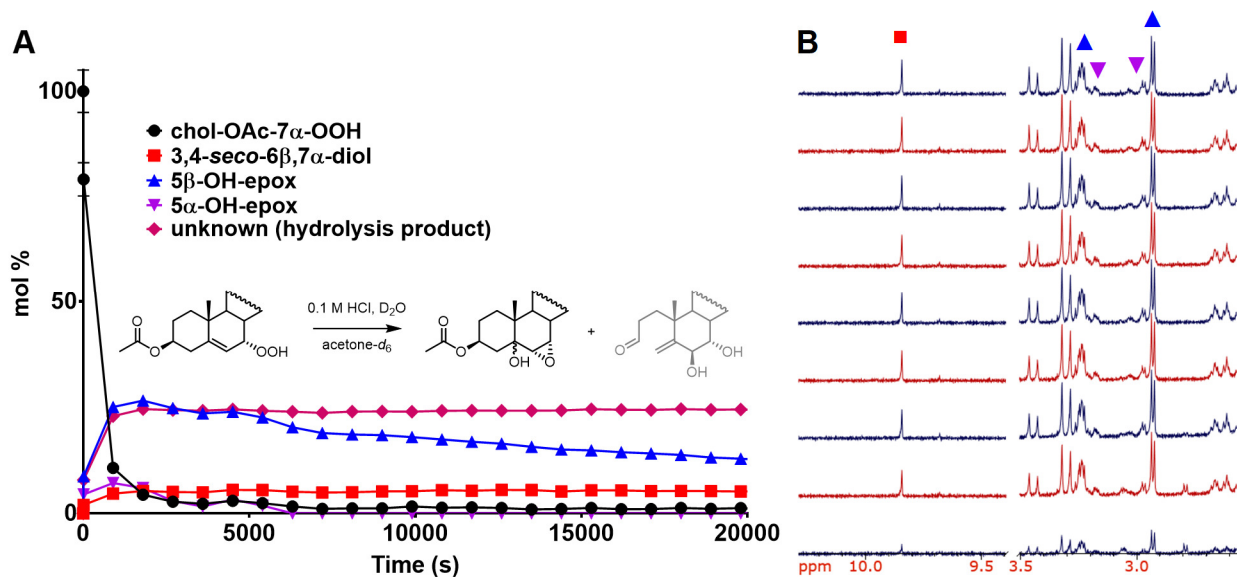 A
mol %
100
50
0
chol-OAc-7α-OOH
3,4-seco-6β,7α-diol
5β-OH-epox
5α-OH-epox
unknown (hydrolysis product)
O
O
OOH
0.1 M HCl, D2O
acetone-d6
O
O
OH
O
+
O
OH
OH
0 5000 10000 15000 20000
Time (s)
B
ppm 10.0 9.5 3.5 3.0